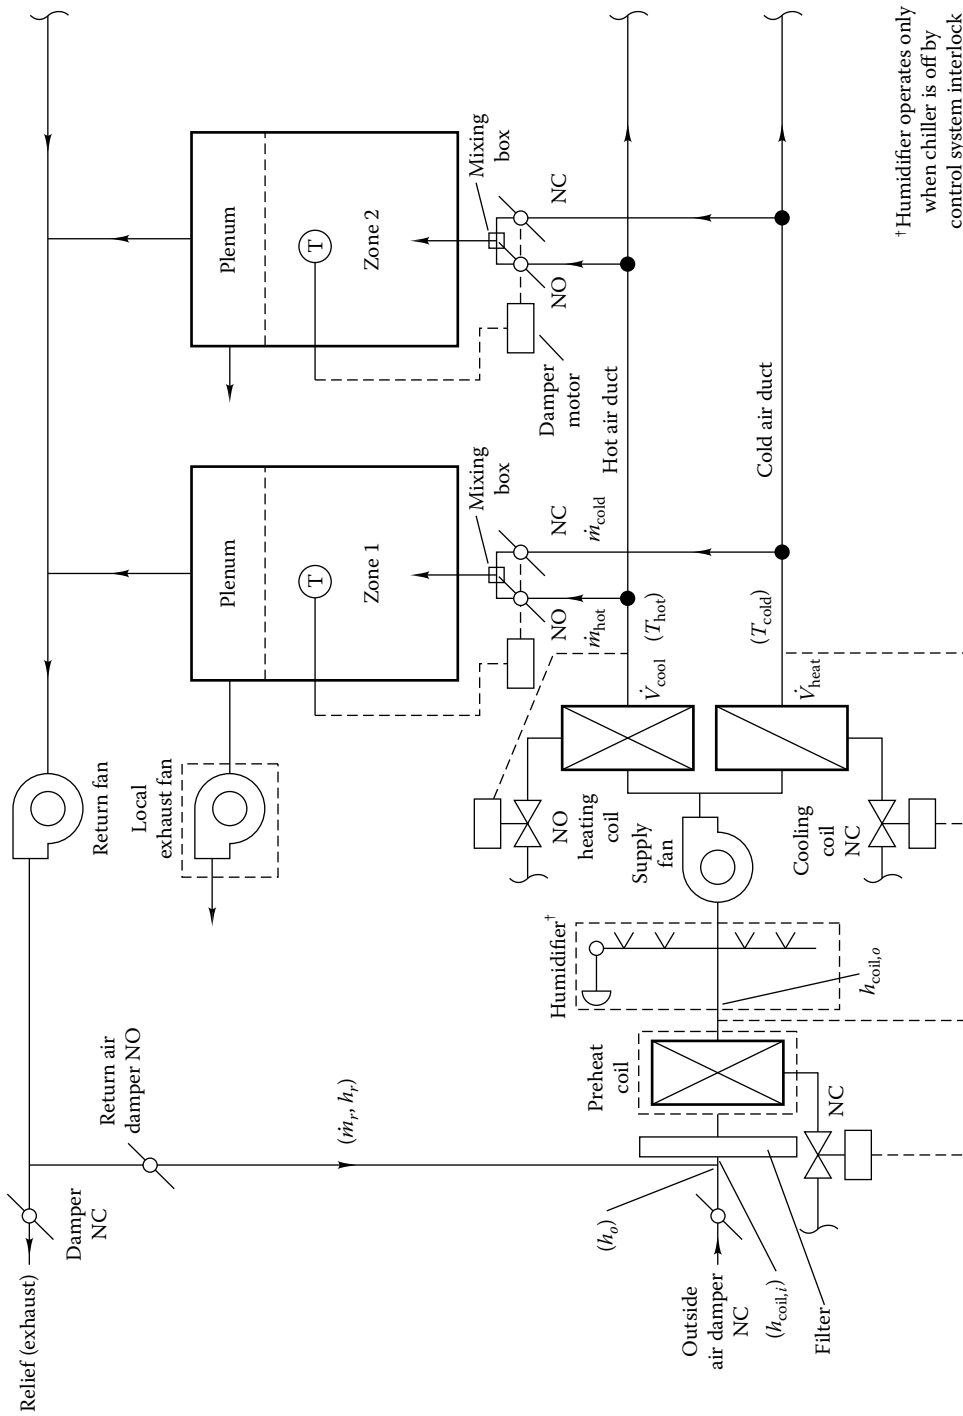 Relief (exhaust)
Damper
NC
Return air
damper NO
(ṁr, hr)
Return fan
Local
exhaust fan
Plenum
T
Zone 1
Plenum
T
Zone 2
Mixing
box
NO
NC
ṁhot
ṁcold
Mixing
box
NO
NC
Damper
motor
Hot air duct
(Thot)
V̇cool
Cold air duct
(Tcold)
V̇heat
NO
heating
coil
Supply
fan
Cooling
coil
NC
Humidifier†
hcoil,o
Preheat
coil
NC
(ho)
Outside
air damper
NC
(hcoil,i)
Filter
†Humidifier operates only
when chiller is off by
control system interlock